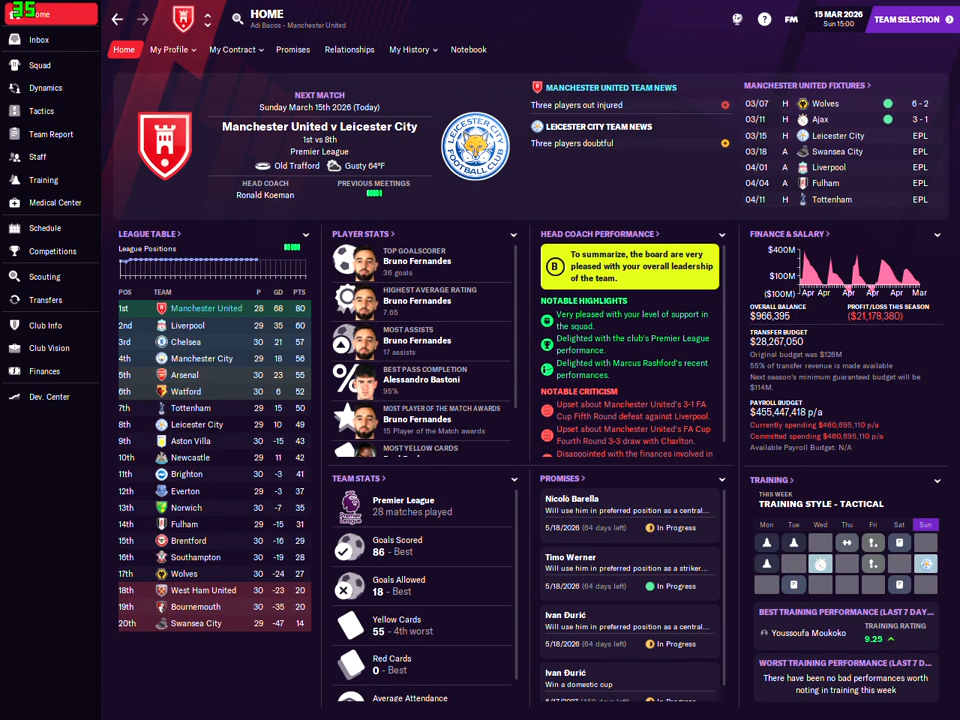 35
Home
Inbox
Squad
Dynamics
Tactics
Team Report
Staff
Training
Medical Center
Schedule
Competitions
Scouting
Transfers
Club Info
Club Vision
Finances
Dev. Center
HOME
Adi Bacos - Manchester United
?
FM
15 MAR 2026
Sun 15:00
TEAM SELECTION
Home
My Profile
My Contract
Promises
Relationships
My History
Notebook
NEXT MATCH
Sunday March 15th 2026 (Today)
Manchester United v Leicester City
1st vs 8th
Premier League
Old Trafford
Gusty 64°F
HEAD COACH
Ronald Koeman
PREVIOUS MEETINGS
LEICESTER CITY
FOOTBALL CLUB
MANCHESTER UNITED TEAM NEWS
Three players out injured
LEICESTER CITY TEAM NEWS
Three players doubtful
MANCHESTER UNITED FIXTURES >
03/07 H Wolves 6 - 2
03/11 H Ajax 3 - 1
03/15 H Leicester City EPL
03/18 A Swansea City EPL
04/01 A Liverpool EPL
04/04 A Fulham EPL
04/11 H Tottenham EPL
LEAGUE TABLE >
League Positions
POS TEAM GD PTS
1st Manchester United 28 68 80
2nd Liverpool 29 35 60
3rd Chelsea 30 21 57
4th Manchester City 29 18 56
5th Arsenal 30 23 55
6th Watford 30 6 52
7th Tottenham 29 15 50
8th Leicester City 29 10 49
9th Aston Villa 30 -15 43
10th Newcastle 29 11 42
11th Brighton 30 -3 41
12th Everton 29 -3 37
13th Norwich 30 -7 35
14th Fulham 29 -15 31
15th Brentford 30 -16 29
16th Southampton 30 -19 28
17th Wolves 30 -24 27
18th West Ham United 30 -23 20
19th Bournemouth 30 -35 20
20th Swansea City 29 -47 14
PLAYER STATS >
TOP GOALSCORER
Bruno Fernandes
36 goals
HIGHEST AVERAGE RATING
Bruno Fernandes
7.65
MOST ASSISTS
Bruno Fernandes
17 assists
BEST PASS COMPLETION
Alessandro Bastoni
95%
MOST PLAYER OF THE MATCH AWARDS
Bruno Fernandes
15 Player of the Match awards
MOST YELLOW CARDS
TEAM STATS >
Premier League
Premier League
28 matches played
Goals Scored
86 - Best
Goals Allowed
18 - Best
Yellow Cards
55 - 4th worst
Red Cards
0 - Best
Average Attendance
HEAD COACH PERFORMANCE >
B
To summarize, the board are very
pleased with your overall leadership
of the team.
NOTABLE HIGHLIGHTS
Very pleased with your level of support in
the squad.
Delighted with the club's Premier League
performance.
Delighted with Marcus Rashford's recent
performances.
NOTABLE CRITICISM
Upset about Manchester United's 3-1 FA
Cup Fifth Round defeat against Liverpool.
Upset about Manchester United's FA Cup
Fourth Round 3-3 draw with Charlton.
Disappointed with the finances involved in
PROMISES >
Nicolò Barella
Will use him in preferred position as a central...
5/18/2026 (64 days left) In Progress
Timo Werner
Will use him in preferred position as a striker...
5/18/2026 (64 days left) In Progress
Ivan Đurić
Will use him in preferred position as a central...
5/18/2026 (64 days left) In Progress
Ivan Đurić
Win a domestic cup
In Progress
FINANCE & SALARY >
$400M
$100M
($100M)
Apr Apr Apr Apr Apr Mar
OVERALL BALANCE
$966,395
PROFIT/LOSS THIS SEASON
($21,178,380)
TRANSFER BUDGET
$28,267,050
Original budget was $128M
55% of transfer revenue is made available
Next season's minimum guaranteed budget will be
$114M.
PAYROLL BUDGET
$455,447,418 p/a
Currently spending $460,695,110 p/a
Committed spending $460,695,110 p/a
Available Payroll Budget: N/A
TRAINING >
THIS WEEK
TRAINING STYLE - TACTICAL
Mon Tue Wed Thu Fri Sat Sun
BEST TRAINING PERFORMANCE (LAST 7 DAY...
Youssoufa Moukoko
TRAINING RATING
9.25
WORST TRAINING PERFORMANCE (LAST 7 D...
There have been no bad performances worth
noting in training this week